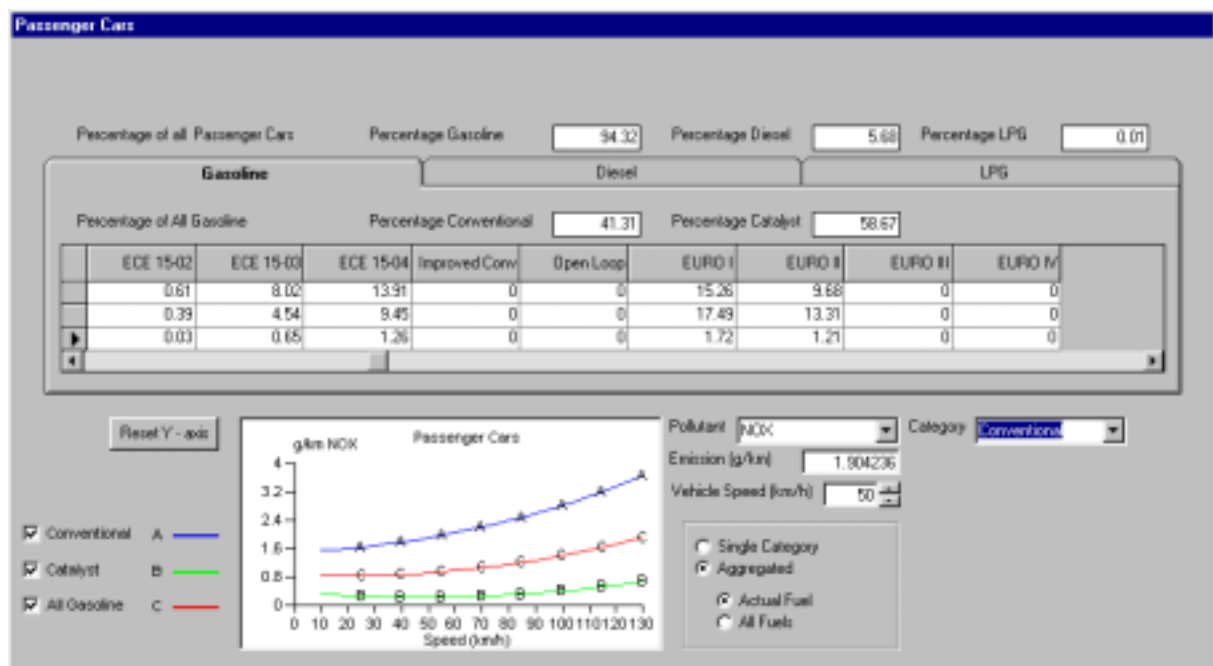 Passenger Cars
Percentage of all Passenger Cars Percentage Gasoline 94.32 Percentage Diesel 5.68 Percentage LPG 0.01
Gasoline Diesel LPG
Percentage of All Gasoline Percentage Conventional 41.31 Percentage Catalyst 58.67
ECE 15-02 ECE 15-03 ECE 15-04 Improved Conv Open Loop EURO I EURO II EURO III EURO IV
0.61 8.02 13.91 0 0 15.26 9.68 0 0
0.39 4.54 9.45 0 0 17.49 13.31 0 0
0.03 0.65 1.26 0 0 1.72 1.21 0 0
Reset Y - axis
Pollutant NOX Category Conventional
Emission (g/km) 1.904236
Vehicle Speed (km/h) 50
Single Category
Aggregated
Actual Fuel
All Fuels
Conventional A
Catalyst B
All Gasoline C
g/km NOX Passenger Cars
4
3.2
2.4
1.6
0.8
0
A A A A A A A A
C C C C C C C C
B B B B B B B B
0 10 20 30 40 50 60 70 80 90 100 110 120 130
Speed (km/h)